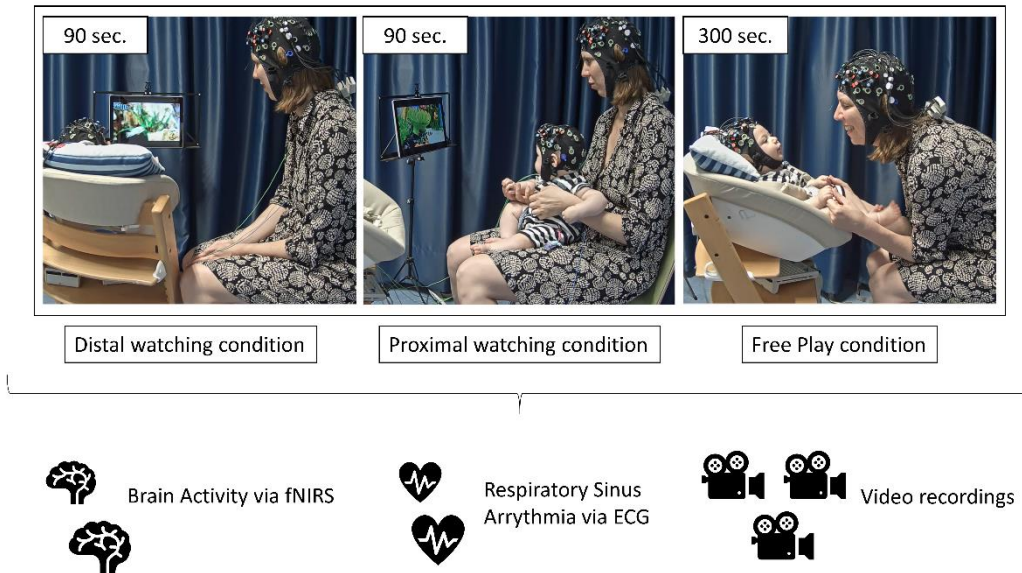 90 sec.
90 sec.
300 sec.
Distal watching condition
Proximal watching condition
Free Play condition
Brain Activity via fNIRS
Respiratory Sinus
Arrythmia via ECG
Video recordings